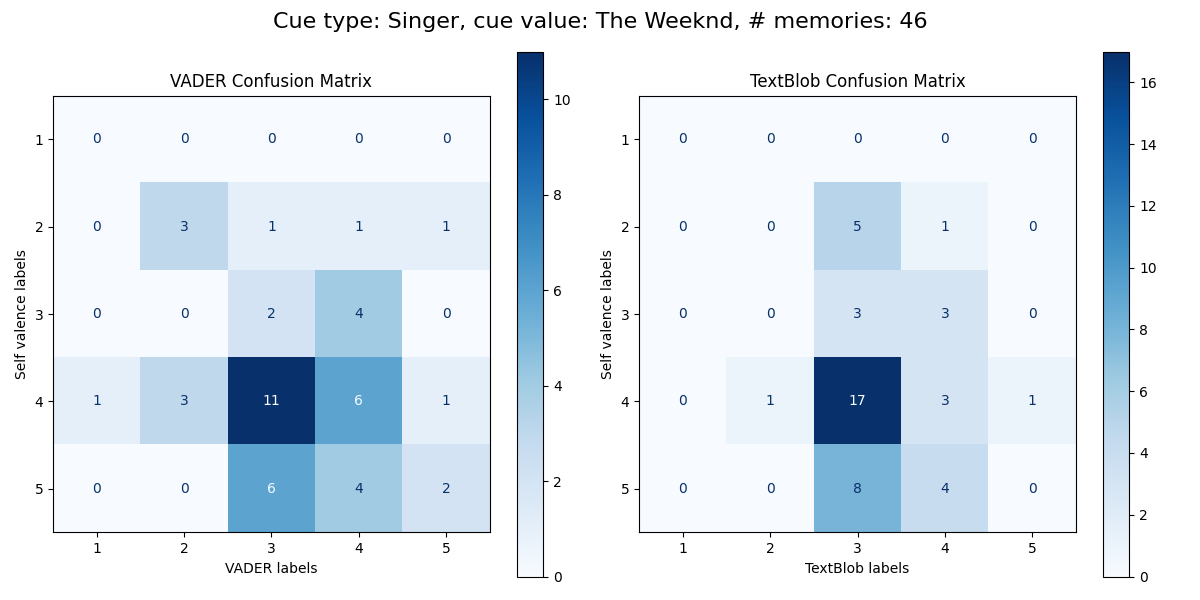 Cue type: Singer, cue value: The Weeknd, # memories: 46
VADER Confusion Matrix
1 0 0 0 0 0
2 0 3 1 1 1
3 0 0 2 4 0
4 1 3 11 6 1
5 0 0 6 4 2
1 2 3 4 5
Self valence labels
VADER labels
10
8
6
4
2
0
TextBlob Confusion Matrix
1 0 0 0 0 0
2 0 0 5 1 0
3 0 0 3 3 0
4 0 1 17 3 1
5 0 0 8 4 0
1 2 3 4 5
Self valence labels
TextBlob labels
16
14
12
10
8
6
4
2
0